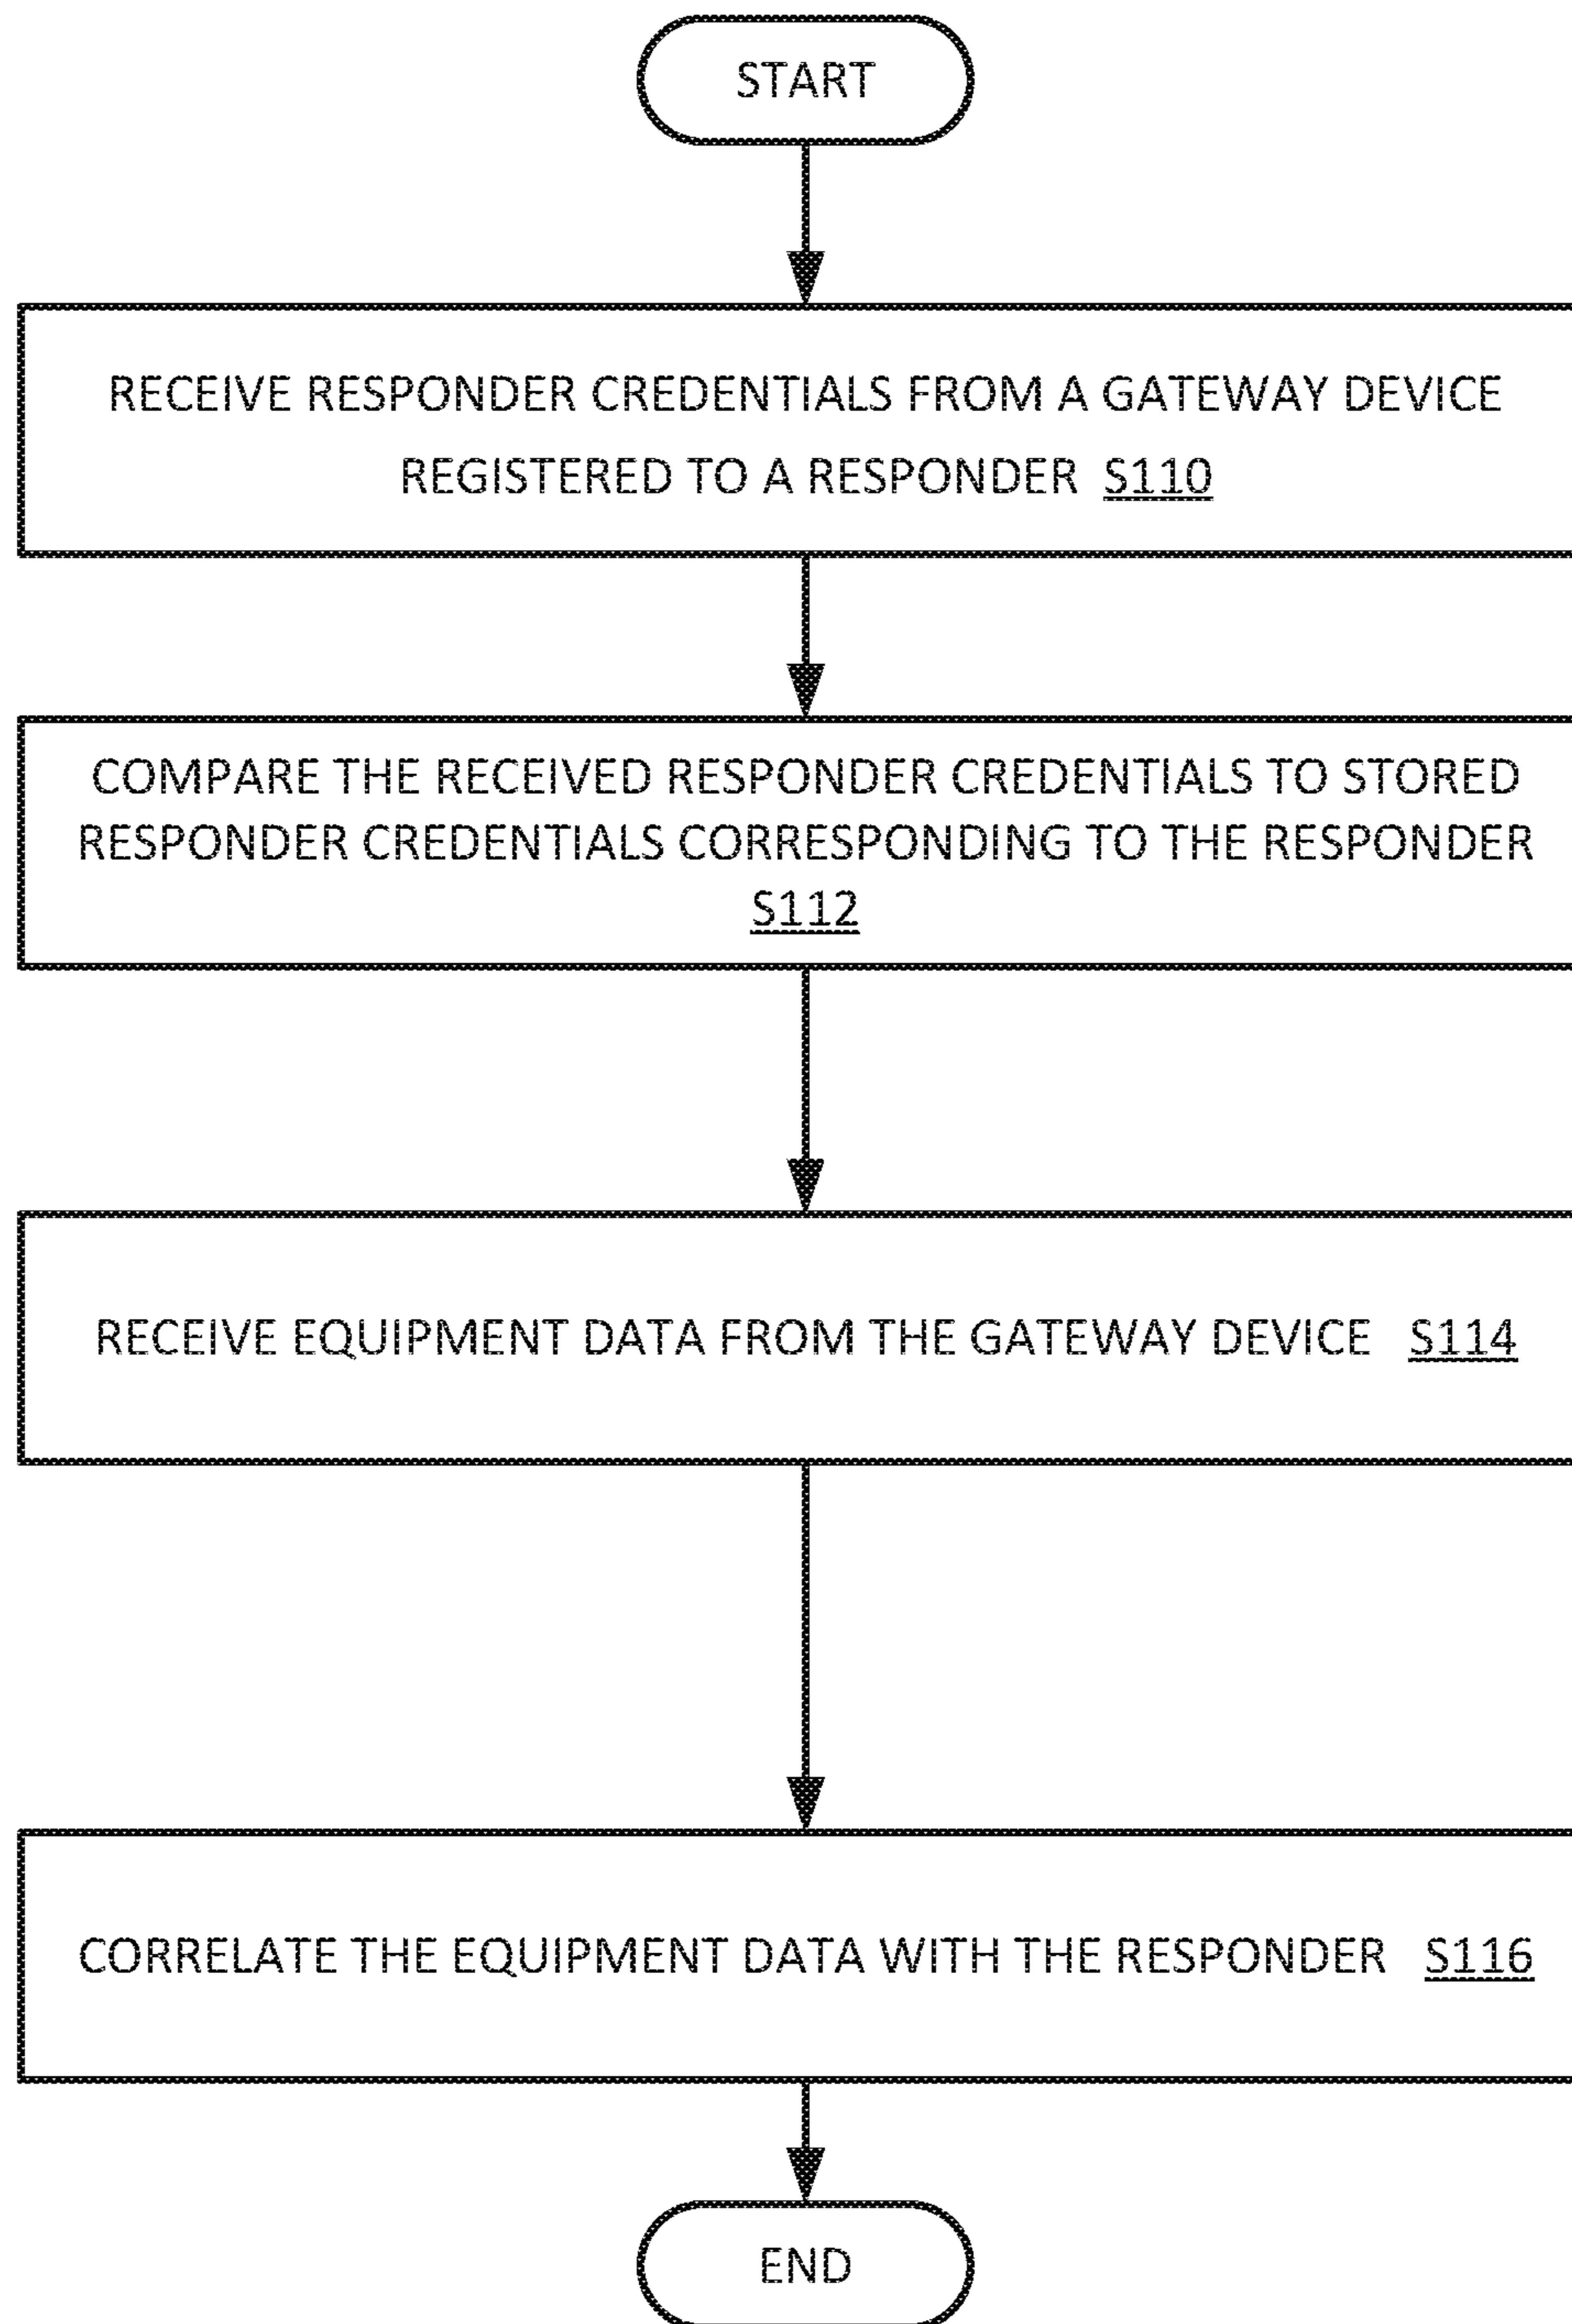 START
RECEIVE RESPONDER CREDENTIALS FROM A GATEWAY DEVICE
REGISTERED TO A RESPONDER S110
COMPARE THE RECEIVED RESPONDER CREDENTIALS TO STORED
RESPONDER CREDENTIALS CORRESPONDING TO THE RESPONDER
S112
RECEIVE EQUIPMENT DATA FROM THE GATEWAY DEVICE S114
CORRELATE THE EQUIPMENT DATA WITH THE RESPONDER S116
END